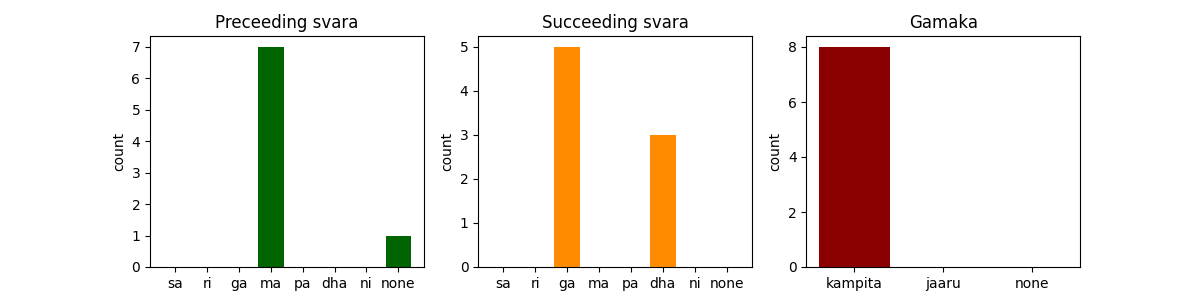 Preceeding svara
count
7
6
5
4
3
2
1
0
sa ri ga ma pa dha ni none
Succeeding svara
count
5
4
3
2
1
0
sa ri ga ma pa dha ni none
Gamaka
count
8
6
4
2
0
kampita jaaru none